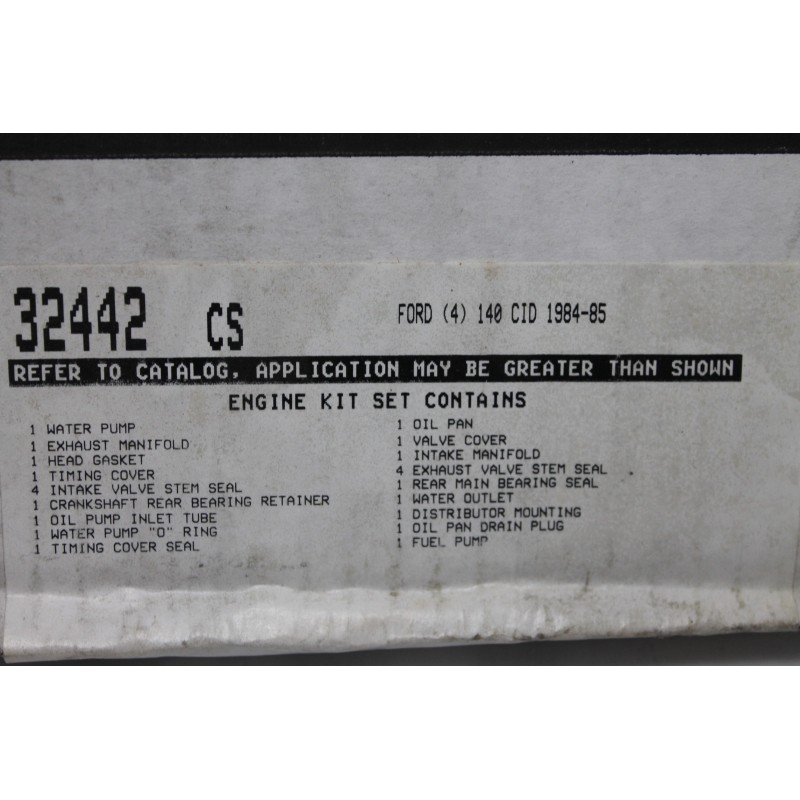 32442 CS FORD (4) 140 CID 1984-85
REFER TO CATALOG, APPLICATION MAY BE GREATER THAN SHOWN
ENGINE KIT SET CONTAINS
1 WATER PUMP
1 EXHAUST MANIFOLD
1 HEAD GASKET
1 TIMING COVER
4 INTAKE VALVE STEM SEAL
1 CRANKSHAFT REAR BEARING RETAINER
1 OIL PUMP INLET TUBE
1 WATER PUMP "O" RING
1 TIMING COVER SEAL
1 OIL PAN
1 VALVE COVER
1 INTAKE MANIFOLD
4 EXHAUST VALVE STEM SEAL
1 REAR MAIN BEARING SEAL
1 WATER OUTLET
1 DISTRIBUTOR MOUNTING
1 OIL PAN DRAIN PLUG
1 FUEL PUMP